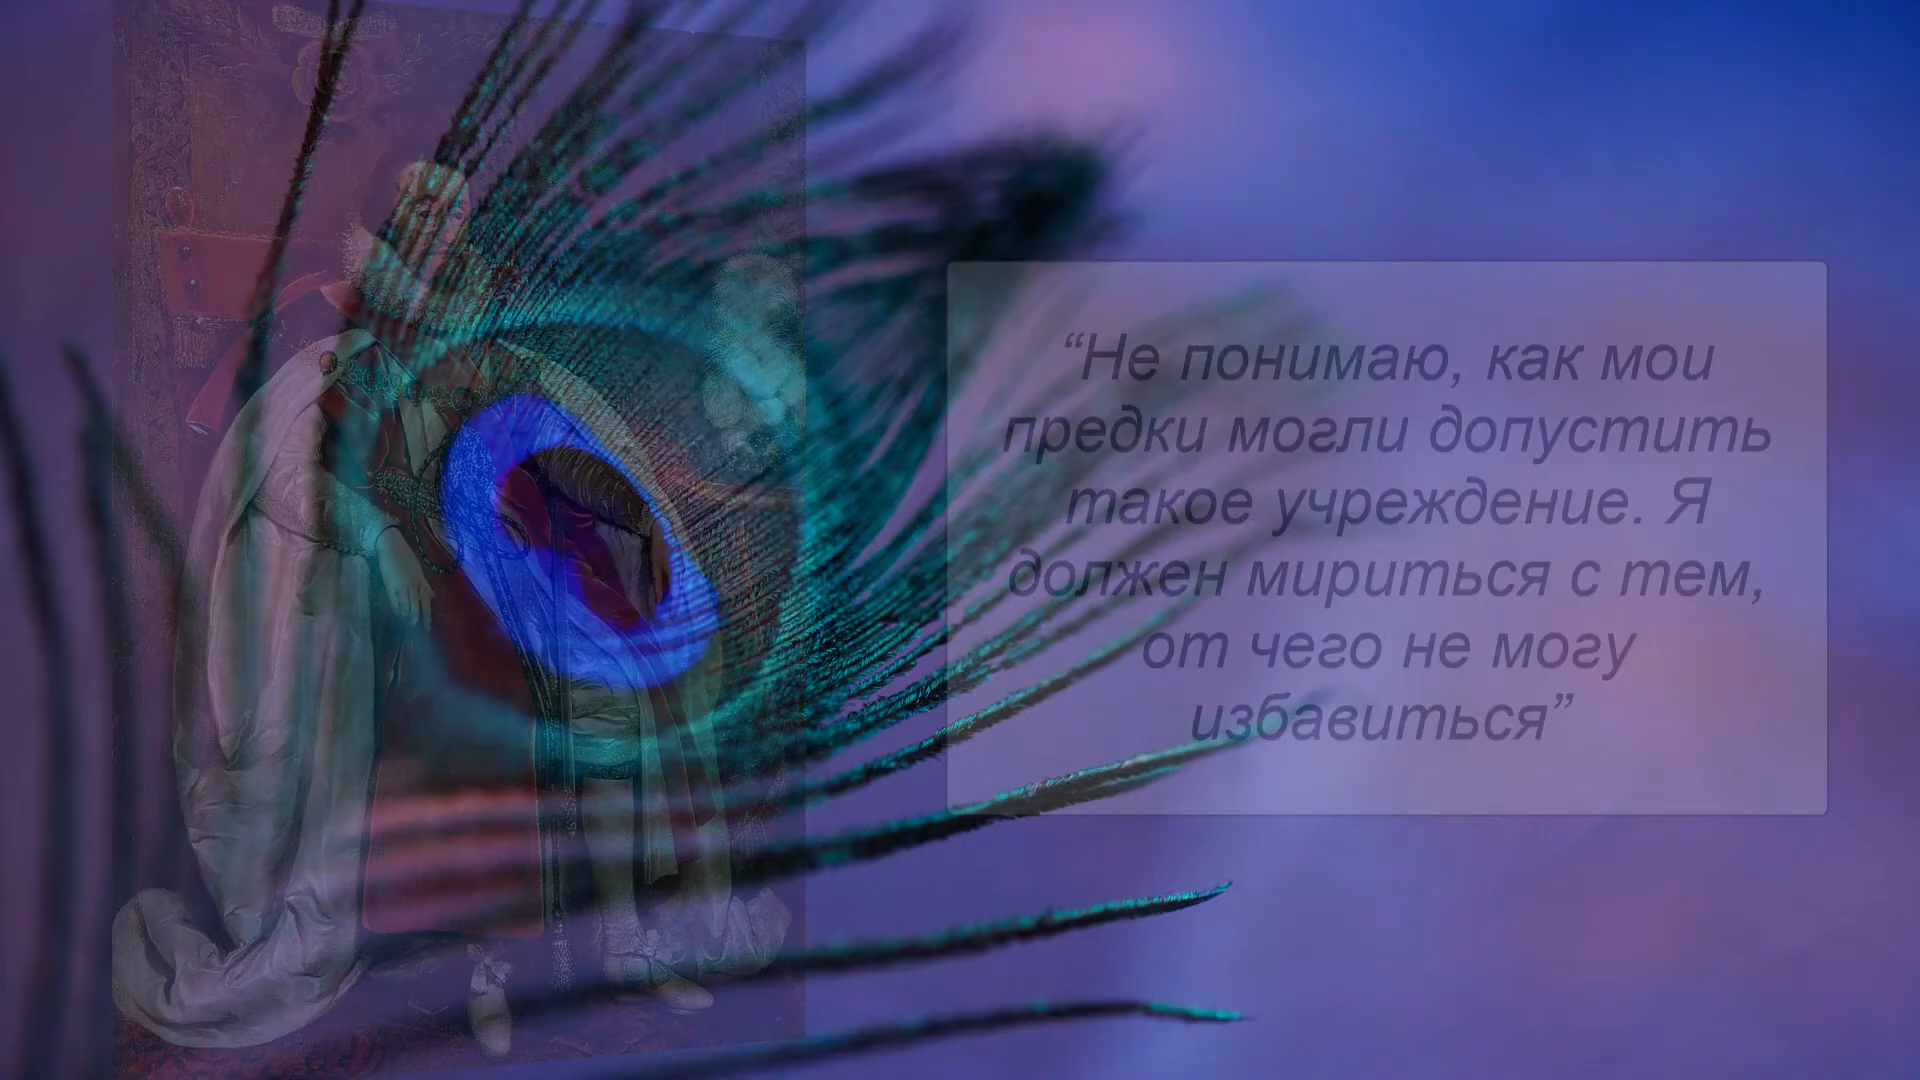 “Не понимаю, как мои
предки могли допустить
такое учреждение. Я
должен мириться с тем,
от чего не могу
избавиться”